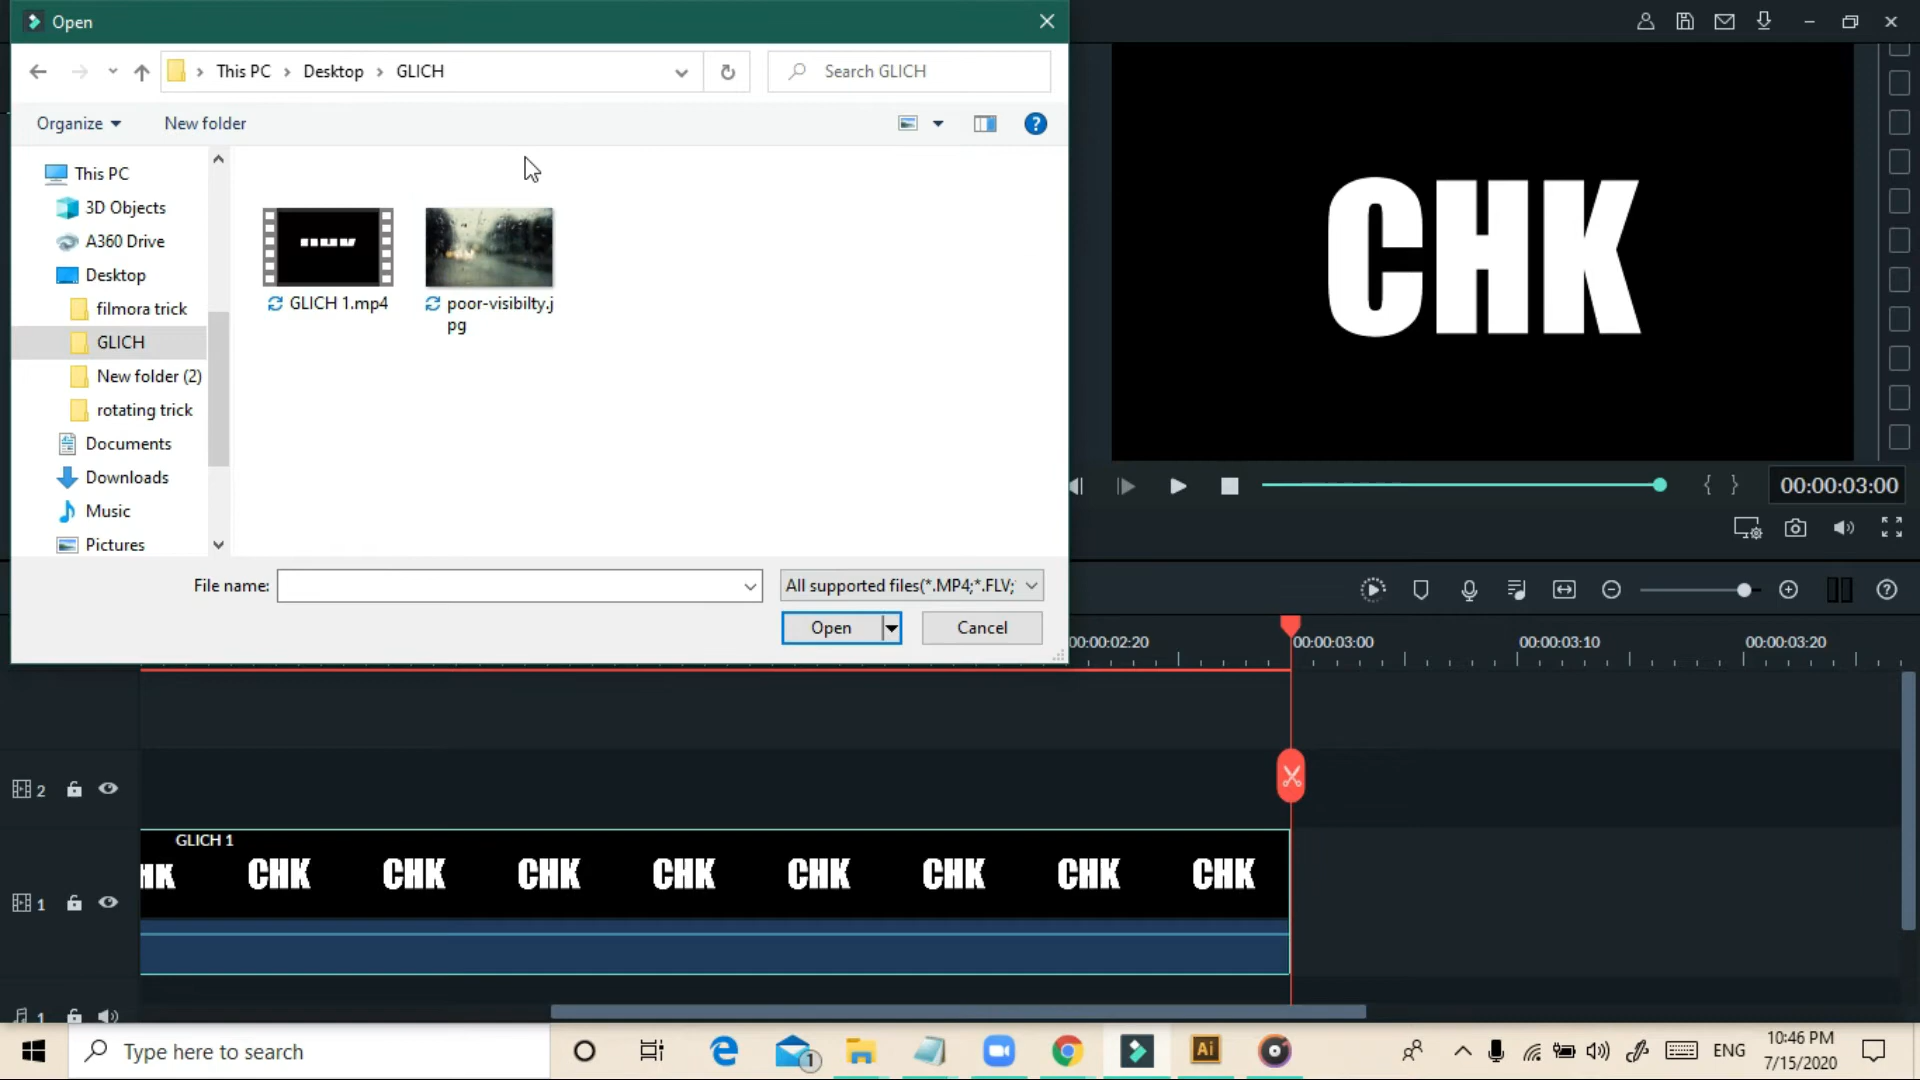 Open
This PC
Desktop
GLICH
Search GLICH
Organize
New folder
?
This PC
3D Objects
A360 Drive
Desktop
filmora trick
GLICH
New folder (2)
rotating trick
Documents
Downloads
Music
Pictures
GLICH 1.mp4
poor-visibilty.j
pg
File name:
All supported files(*.MP4;*.FLV;
Open
Cancel
CHK
{ }
00:00:03:00
00:00:02:20
00:00:03:00
00:00:03:10
00:00:03:20
2
GLICH 1
HK CHK CHK CHK CHK CHK CHK CHK CHK
1
1
Type here to search
1
Ai
ENG
10:46 PM
7/15/2020